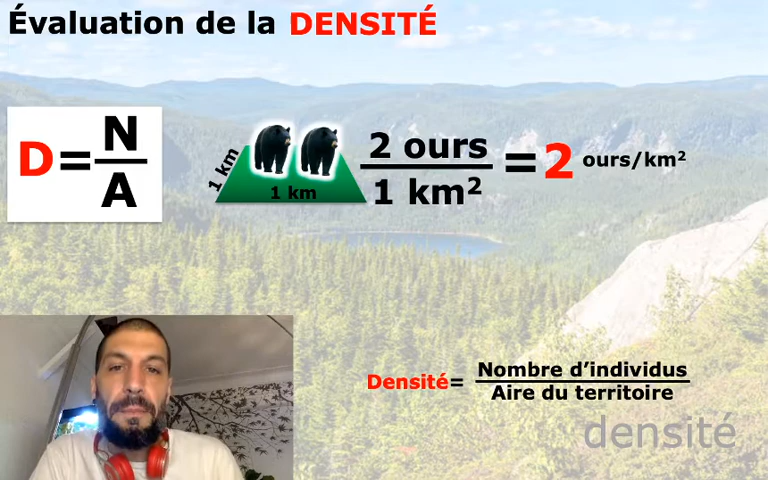 Évaluation de la DENSITÉ
D=N/A
1 km
1 km
2 ours
1 km²
=2 ours/km²
Densité= Nombre d'individus
Aire du territoire
densité